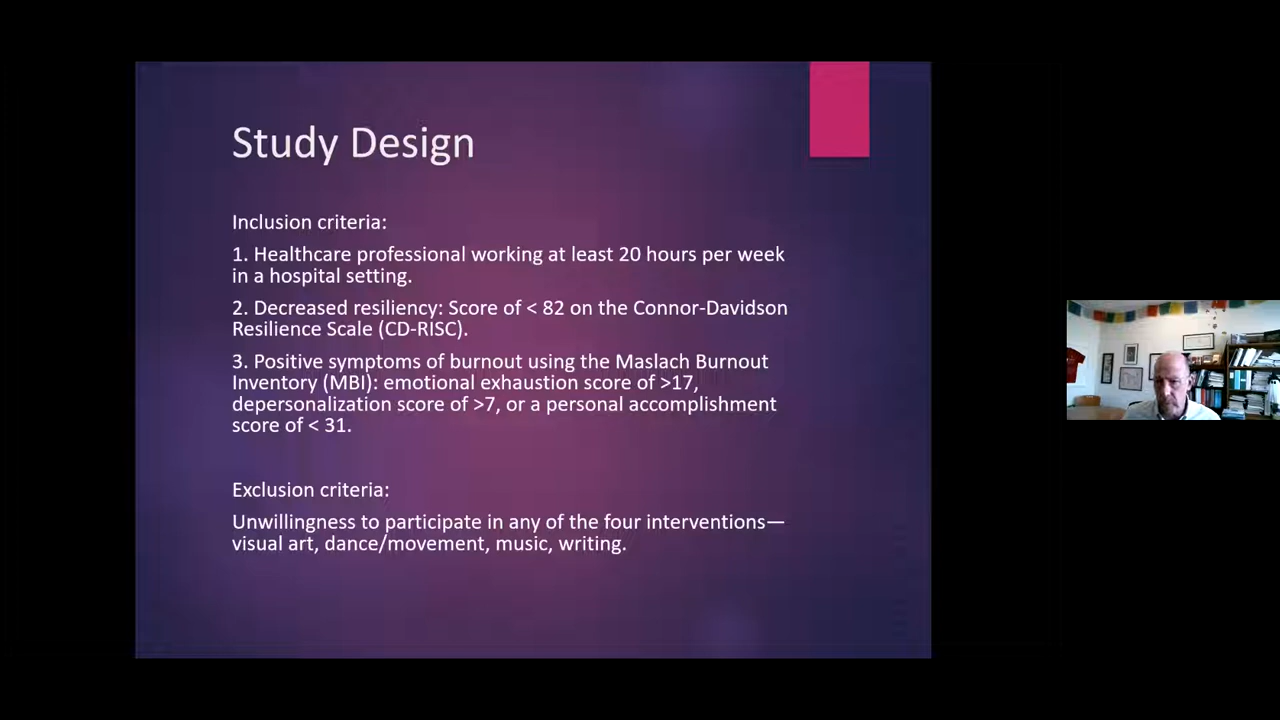 Study Design
Inclusion criteria:
1. Healthcare professional working at least 20 hours per week
in a hospital setting.
2. Decreased resiliency: Score of < 82 on the Connor-Davidson
Resilience Scale (CD-RISC).
3. Positive symptoms of burnout using the Maslach Burnout
Inventory (MBI): emotional exhaustion score of >17,
depersonalization score of >7, or a personal accomplishment
score of < 31.
Exclusion criteria:
Unwillingness to participate in any of the four interventions—
visual art, dance/movement, music, writing.